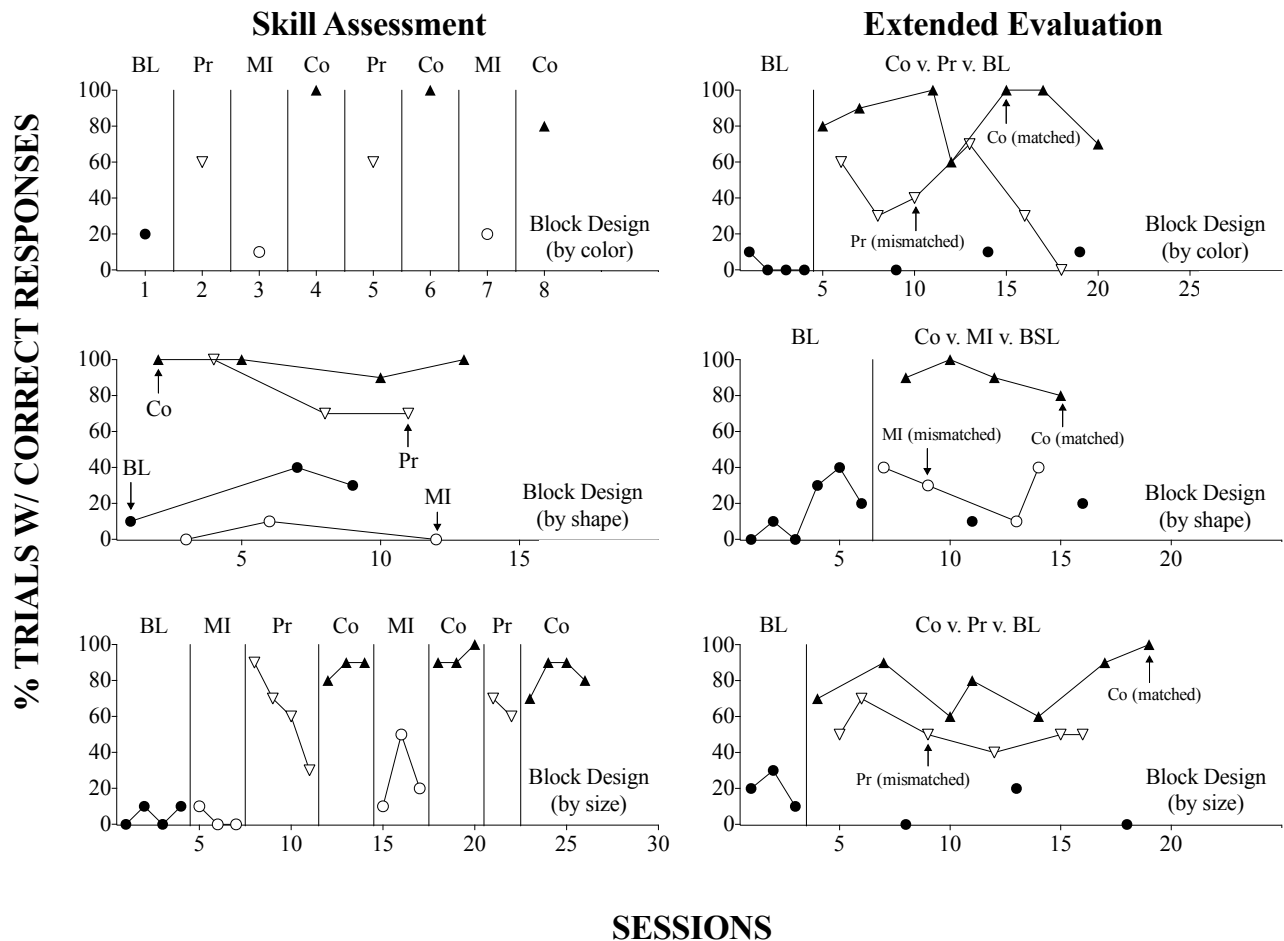 Skill Assessment
Extended Evaluation
% TRIALS W/ CORRECT RESPONSES
BL Pr MI Co Pr Co MI Co
100
80
60
40
20
0
1 2 3 4 5 6 7 8
Block Design
(by color)
BL Co v. Pr v. BL
100
80
60
40
20
0
5 10 15 20 25
Co (matched)
Pr (mismatched)
Block Design
(by color)
100
80
60
40
20
0
5 10 15
Co
Pr
BL
MI
Block Design
(by shape)
BL Co v. MI v. BSL
100
80
60
40
20
0
5 10 15 20
MI (mismatched)
Co (matched)
Block Design
(by shape)
BL MI Pr Co MI Co Pr Co
100
80
60
40
20
0
5 10 15 20 25 30
Block Design
(by size)
BL Co v. Pr v. BL
100
80
60
40
20
0
5 10 15 20
Co (matched)
Pr (mismatched)
Block Design
(by size)
SESSIONS